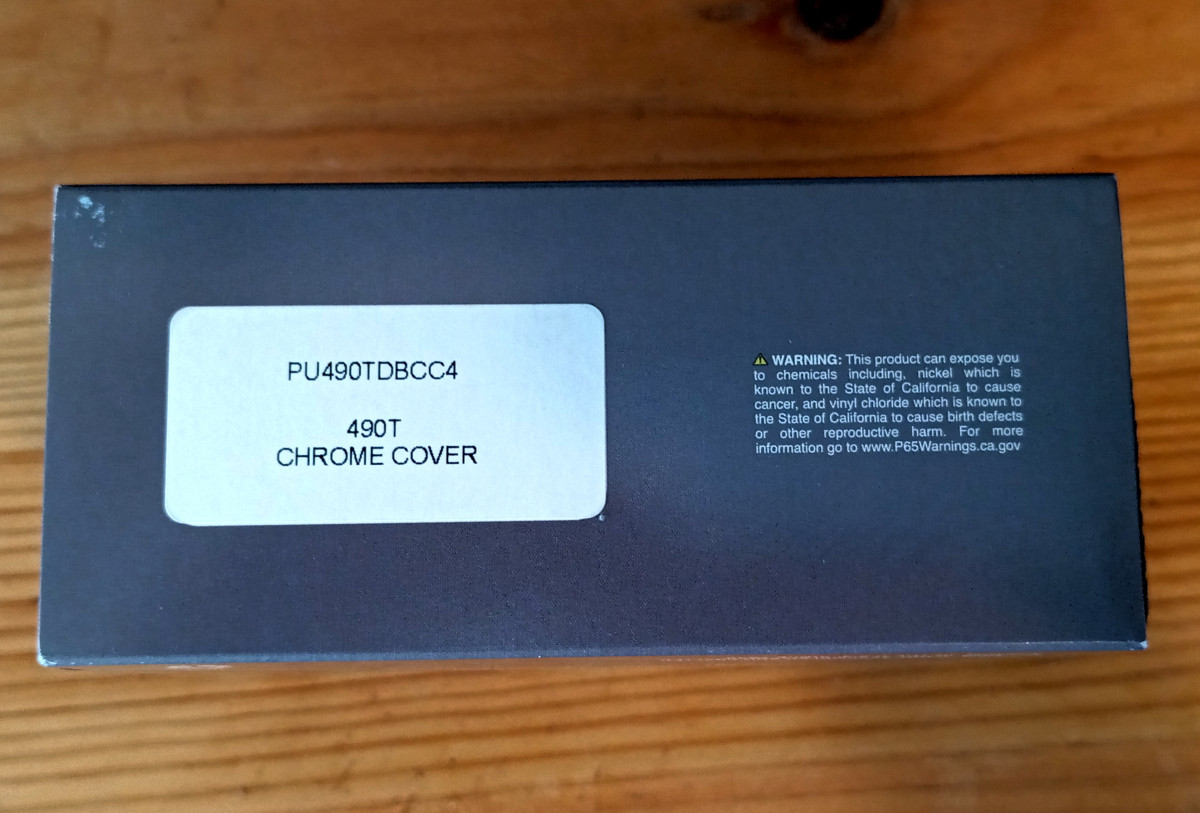 PU490TDBCC4
490T
CHROME COVER
WARNING: This product can expose you
to chemicals including, nickel which is
known to the State of California to cause
cancer, and vinyl chloride which is known to
the State of California to cause birth defects
or other reproductive harm. For more
information go to www.P65Warnings.ca.gov